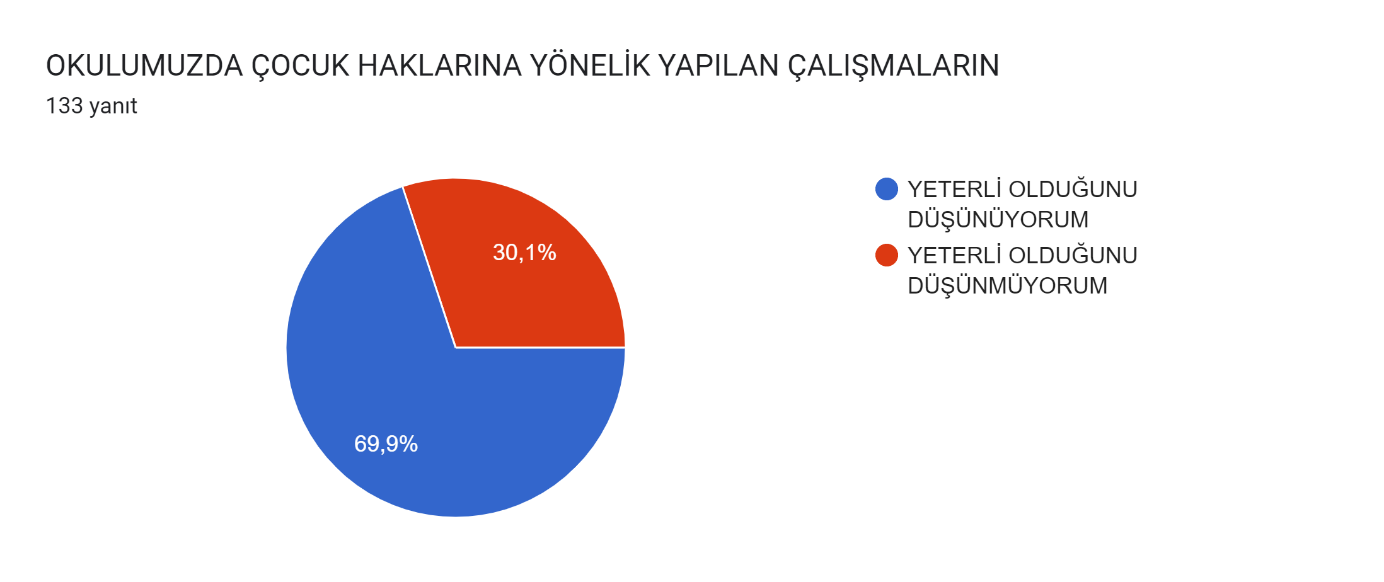 OKULUMUZDA ÇOCUK HAKLARINA YÖNELİK YAPILAN ÇALIŞMALARIN
133 yanıt
YETERLİ OLDUĞUNU
DÜŞÜNÜYORUM
YETERLİ OLDUĞUNU
DÜŞÜNMÜYORUM
30,1%
69,9%